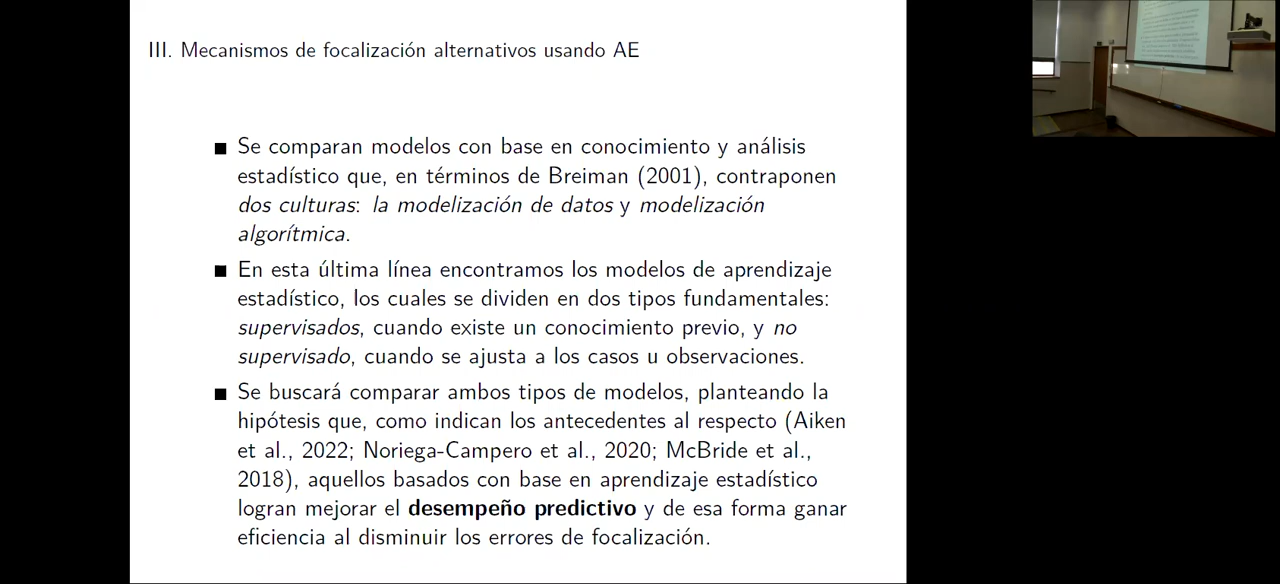 III. Mecanismos de focalización alternativos usando AE
Se comparan modelos con base en conocimiento y análisis
estadístico que, en términos de Breiman (2001), contraponen
dos culturas: la modelización de datos y modelización
algorítmica.
En esta última línea encontramos los modelos de aprendizaje
estadístico, los cuales se dividen en dos tipos fundamentales:
supervisados, cuando existe un conocimiento previo, y no
supervisado, cuando se ajusta a los casos u observaciones.
Se buscará comparar ambos tipos de modelos, planteando la
hipótesis que, como indican los antecedentes al respecto (Aiken
et al., 2022; Noriega-Campero et al., 2020; McBride et al.,
2018), aquellos basados con base en aprendizaje estadístico
logran mejorar el desempeño predictivo y de esa forma ganar
eficiencia al disminuir los errores de focalización.